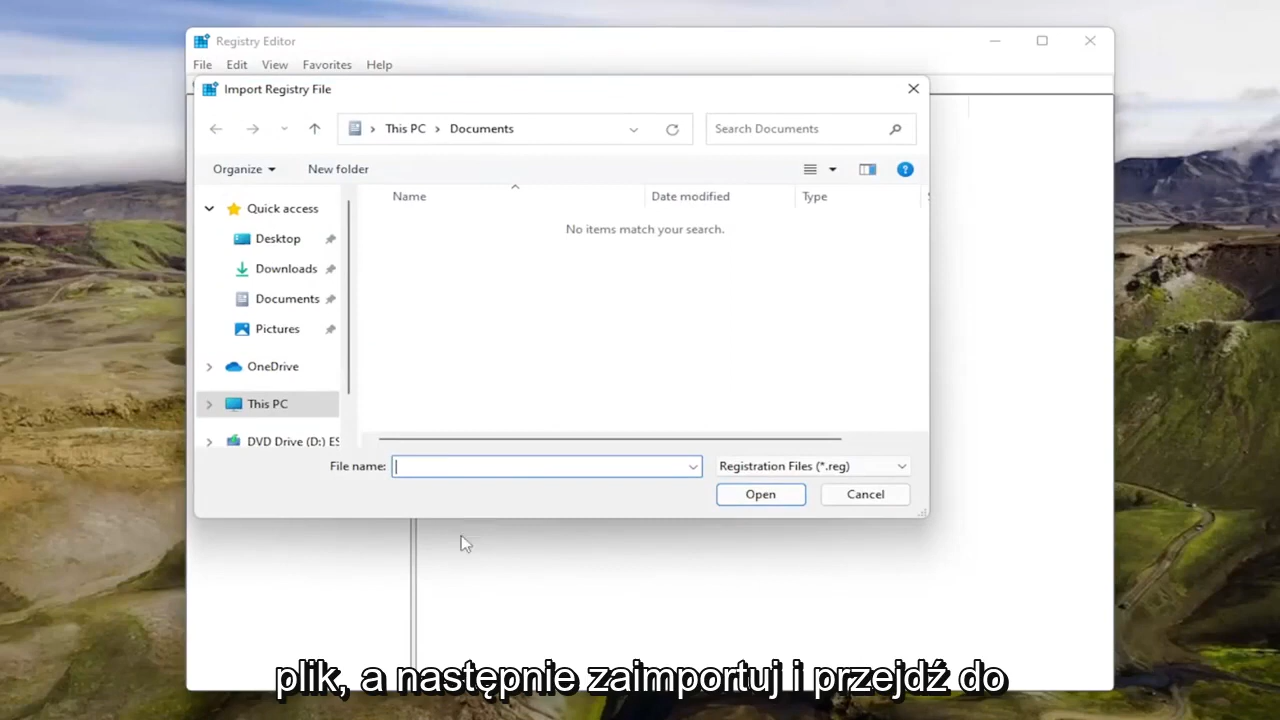 Registry Editor
File Edit View Favorites Help
Import Registry File
This PC Documents
Search Documents
Organize New folder
Name Date modified Type
Quick access
No items match your search.
Desktop
Downloads
Documents
Pictures
OneDrive
This PC
DVD Drive (D:) ES
File name: Registration Files (*.reg)
Open Cancel
plik, a następnie zaimportuj i przejdź do